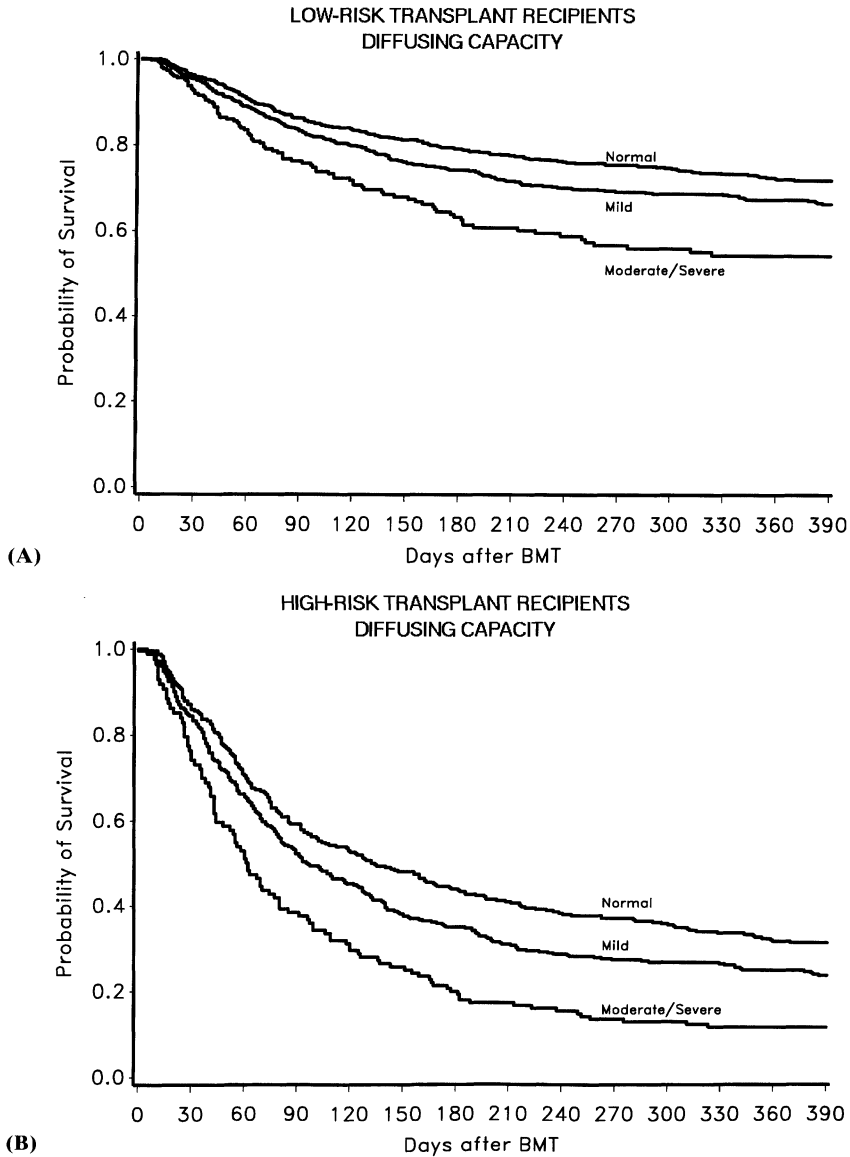 LOW-RISK TRANSPLANT RECIPIENTS
DIFFUSING CAPACITY
1.0
0.8
0.6
0.4
0.2
0.0
Probability of Survival
Normal
Mild
Moderate/Severe
0 30 60 90 120 150 180 210 240 270 300 330 360 390
Days after BMT
(A)
HIGH-RISK TRANSPLANT RECIPIENTS
DIFFUSING CAPACITY
1.0
0.8
0.6
0.4
0.2
0.0
Probability of Survival
Normal
Mild
Moderate/Severe
0 30 60 90 120 150 180 210 240 270 300 330 360 390
Days after BMT
(B)